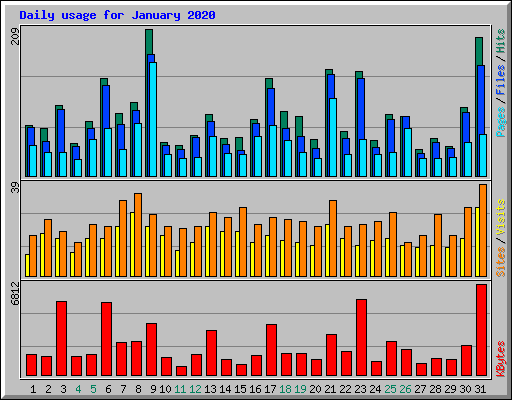 Daily usage for January 2020
209
Pages / Files / Hits
39
Sites / Visits
6812
KBytes
1 2 3 4 5 6 7 8 9 10 11 12 13 14 15 16 17 18 19 20 21 22 23 24 25 26 27 28 29 30 31